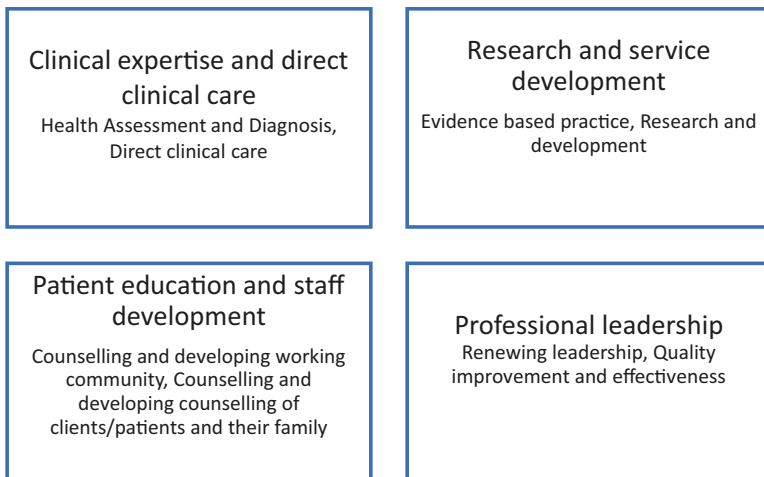 Clinical expertise and direct
clinical care
Health Assessment and Diagnosis,
Direct clinical care
Research and service
development
Evidence based practice, Research and
development
Patient education and staff
development
Counselling and developing working
community, Counselling and
developing counselling of
clients/patients and their family
Professional leadership
Renewing leadership, Quality
improvement and effectiveness